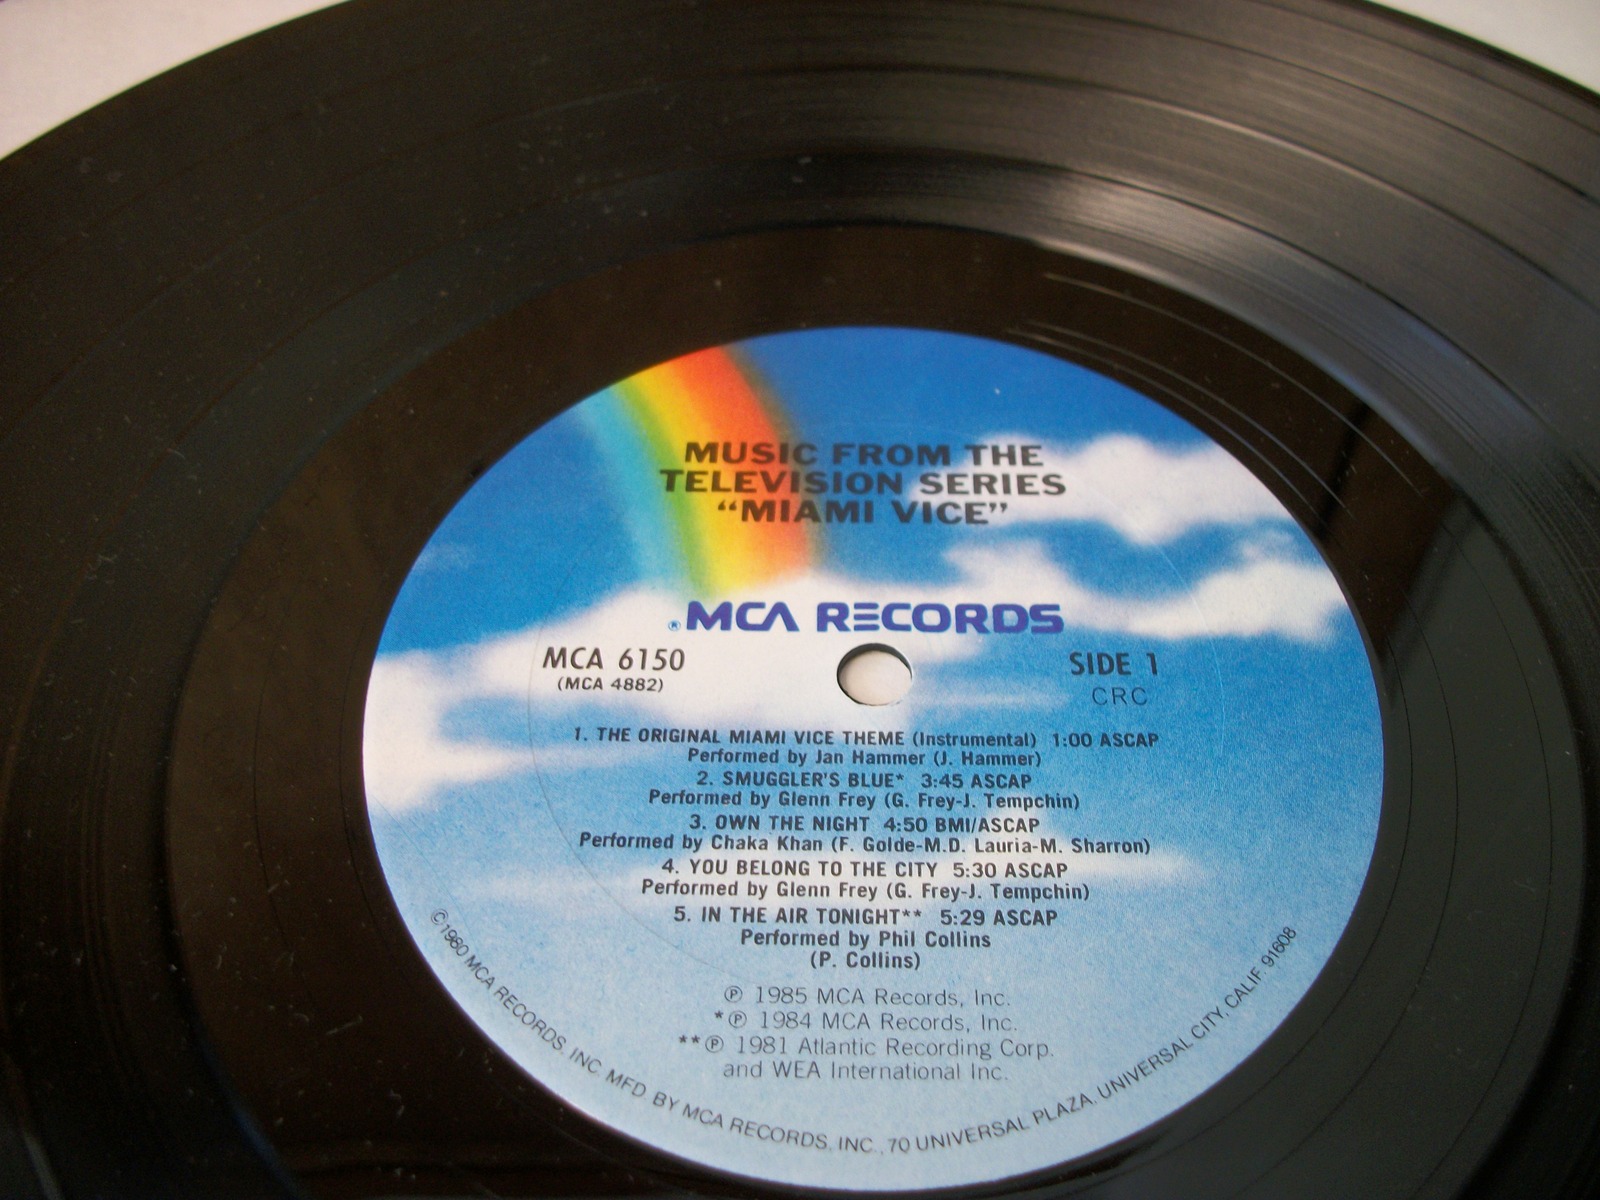 MUSIC FROM THE
TELEVISION SERIES
“MIAMI VICE”
®MCA RECORDS
MCA 6150
(MCA 4882)
SIDE 1
CRC
1. THE ORIGINAL MIAMI VICE THEME (Instrumental) 1:00 ASCAP
Performed by Jan Hammer (J. Hammer)
2. SMUGGLER'S BLUE* 3:45 ASCAP
Performed by Glenn Frey (G. Frey-J. Tempchin)
3. OWN THE NIGHT 4:50 BMI/ASCAP
Performed by Chaka Khan (F. Golde-M.D. Lauria-M. Sharron)
4. YOU BELONG TO THE CITY 5:30 ASCAP
Performed by Glenn Frey (G. Frey-J. Tempchin)
5. IN THE AIR TONIGHT** 5:29 ASCAP
Performed by Phil Collins
(P. Collins)
℗ 1985 MCA Records, Inc.
*℗ 1984 MCA Records, Inc.
**℗ 1981 Atlantic Recording Corp.
and WEA International Inc.
©1980 MCA RECORDS, INC. MFD. BY MCA RECORDS, INC., 70 UNIVERSAL PLAZA, UNIVERSAL CITY, CALIF. 91608